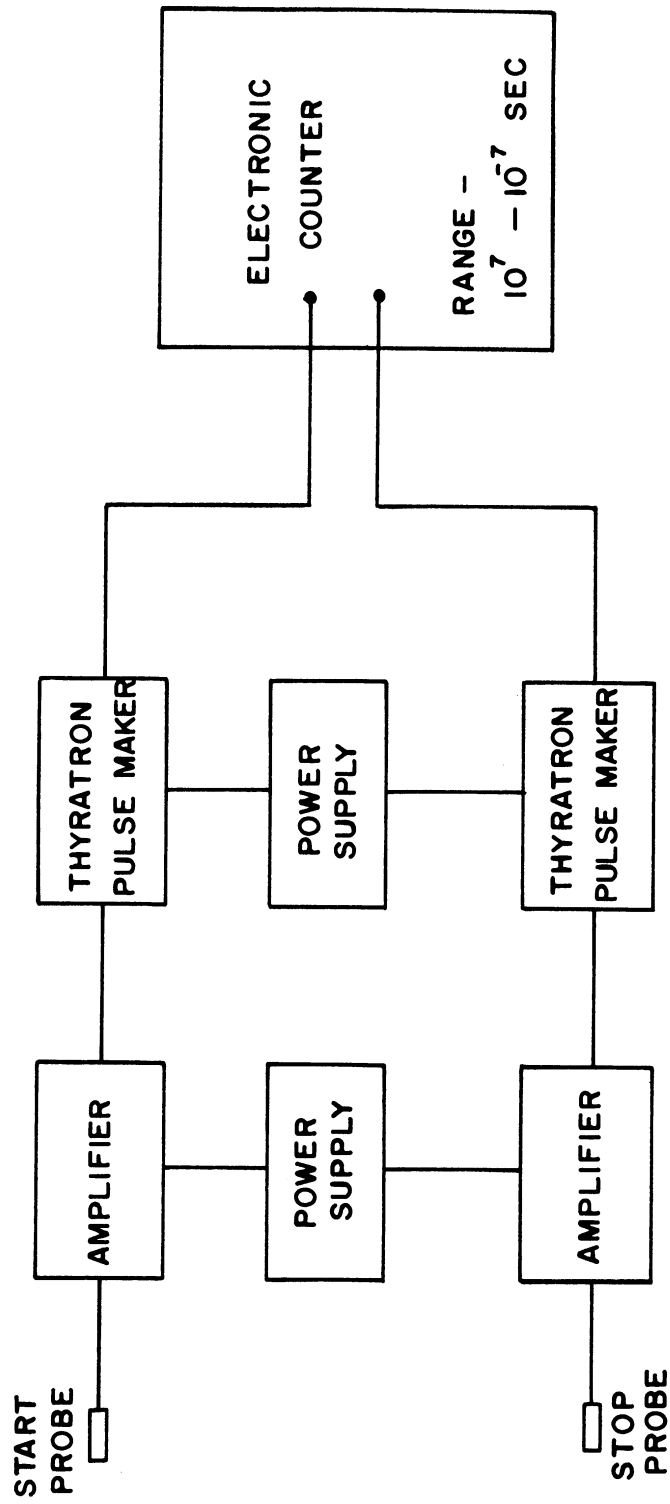 START
PROBE
AMPLIFIER
THYRATRON
PULSE MAKER
POWER
SUPPLY
POWER
SUPPLY
ELECTRONIC
COUNTER
RANGE –
10⁷ – 10⁻⁷ SEC
STOP
PROBE
AMPLIFIER
THYRATRON
PULSE MAKER